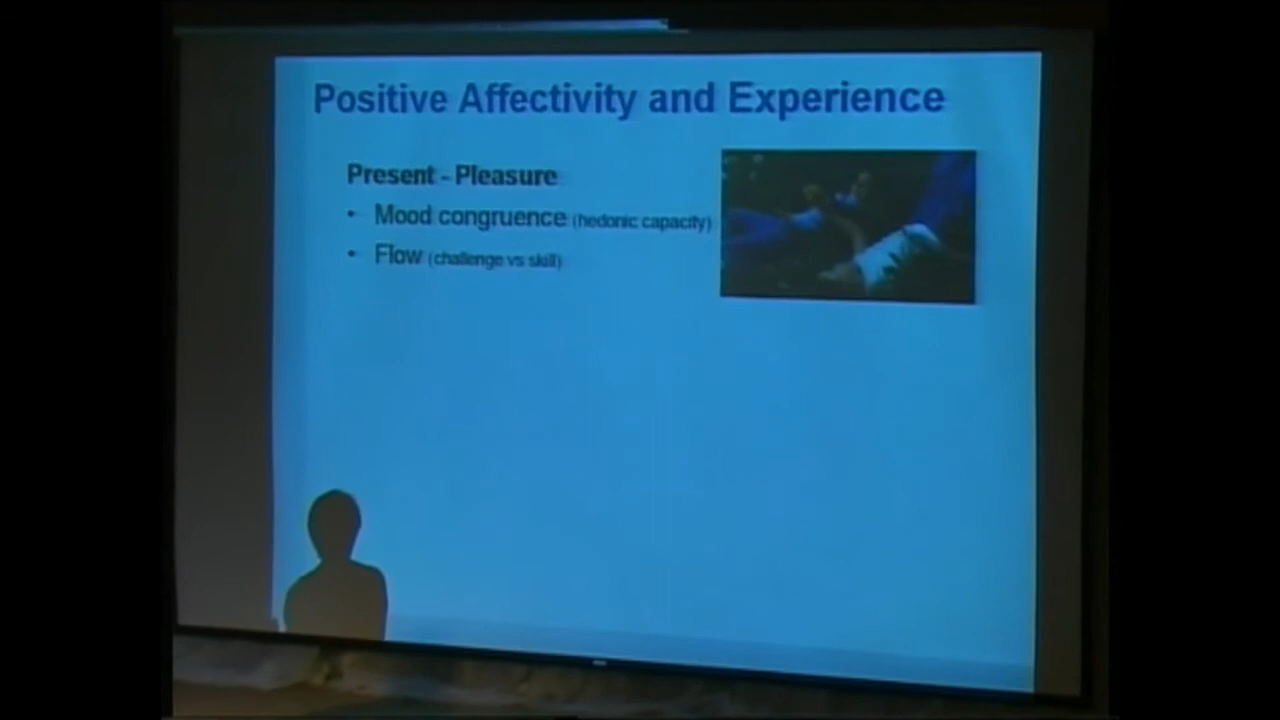 Positive Affectivity and Experience
Present - Pleasure
• Mood congruence (hedonic capacity)
• Flow (challenge vs skill)